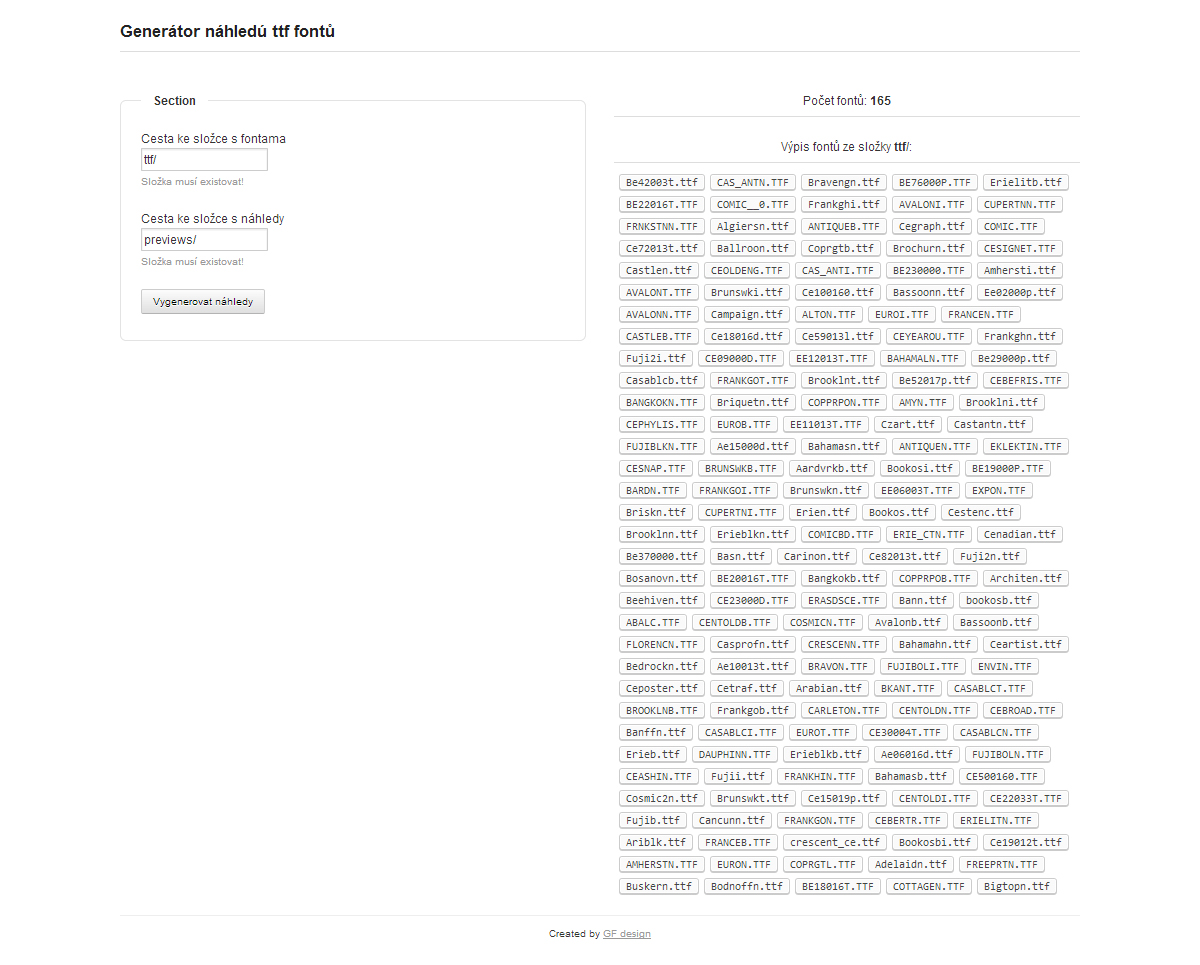 Generátor náhledú ttf fontů
Section
Cesta ke složce s fontama
ttf/
Složka musí existovat!
Cesta ke složce s náhledy
previews/
Složka musí existovat!
Vygenerovat náhledy
Počet fontů: 165
Výpis fontů ze složky ttf/:
Be42003t.ttf CAS_ANTN.TTF Bravengn.ttf BE76000P.TTF Erielitb.ttf
BE22016T.TTF COMIC__0.TTF Frankghi.ttf AVALONI.TTF CUPERTNN.TTF
FRNKSTNN.TTF Algiersn.ttf ANTIQUEB.TTF Cegraph.ttf COMIC.TTF
Ce72013t.ttf Ballroon.ttf Coprgtb.ttf Brochurn.ttf CESIGNET.TTF
Castlen.ttf CEOLDENG.TTF CAS_ANTI.TTF BE230000.TTF Amhersti.ttf
AVALONT.TTF Brunswki.ttf Ce100160.ttf Bassoonn.ttf Ee02000p.ttf
AVALONN.TTF Campaign.ttf ALTON.TTF EUROI.TTF FRANCEN.TTF
CASTLEB.TTF Ce18016d.ttf Ce59013l.ttf CEYEAROU.TTF Frankghn.ttf
Fuji2i.ttf CE09000D.TTF EE12013T.TTF BAHAMALN.TTF Be29000p.ttf
Casablcb.ttf FRANKGOT.TTF Brooklnt.ttf Be52017p.ttf CEBEFRIS.TTF
BANGKOKN.TTF Briquetn.ttf COPPRPON.TTF AMYN.TTF Brooklni.ttf
CEPHYLIS.TTF EUROB.TTF EE11013T.TTF Czart.ttf Castantn.ttf
FUJIBLKN.TTF Ae15000d.ttf Bahamasn.ttf ANTIQUEN.TTF EKLEKTIN.TTF
CESNAP.TTF BRUNSWKB.TTF Aardvrkb.ttf Bookosi.ttf BE19000P.TTF
BARDN.TTF FRANKGOI.TTF Brunswkn.ttf EE06003T.TTF EXPON.TTF
Briskn.ttf CUPERTNI.TTF Erien.ttf Bookos.ttf Cestenc.ttf
Brooklnn.ttf Erieblkn.ttf COMICBD.TTF ERIE_CTN.TTF Cenadian.ttf
Be370000.ttf Basn.ttf Carinon.ttf Ce82013t.ttf Fuji2n.ttf
Bosanovn.ttf BE20016T.TTF Bangkokb.ttf COPPRPOB.TTF Architen.ttf
Beehiven.ttf CE23000D.TTF ERASDSCE.TTF Bann.ttf bookosb.ttf
ABALC.TTF CENTOLDB.TTF COSMICN.TTF Avalonb.ttf Bassoonb.ttf
FLORENCN.TTF Casprofn.ttf CRESCENN.TTF Bahamahn.ttf Ceartist.ttf
Bedrockn.ttf Ae10013t.ttf BRAVON.TTF FUJIBOLI.TTF ENVIN.TTF
Ceposter.ttf Cetraf.ttf Arabian.ttf BKANT.TTF CASABLCT.TTF
BROOKLNB.TTF Frankgob.ttf CARLETON.TTF CENTOLDN.TTF CEBROAD.TTF
Banffn.ttf CASABLCI.TTF EUROT.TTF CE30004T.TTF CASABLCN.TTF
Erieb.ttf DAUPHINN.TTF Erieblkb.ttf Ae06016d.ttf FUJIBOLN.TTF
CEASHIN.TTF Fujii.ttf FRANKHIN.TTF Bahamasb.ttf CE500160.TTF
Cosmic2n.ttf Brunswkt.ttf Ce15019p.ttf CENTOLDI.TTF CE22033T.TTF
Fujib.ttf Cancunn.ttf FRANKGON.TTF CEBERTR.TTF ERIELITN.TTF
Ariblk.ttf FRANCEB.TTF crescent_ce.ttf Bookosbi.ttf Ce19012t.ttf
AMHERSTN.TTF EURON.TTF COPRGTL.TTF Adelaidn.ttf FREEPRTN.TTF
Buskern.ttf Bodnoffn.ttf BE18016T.TTF COTTAGEN.TTF Bigtopn.ttf
Created by GF design